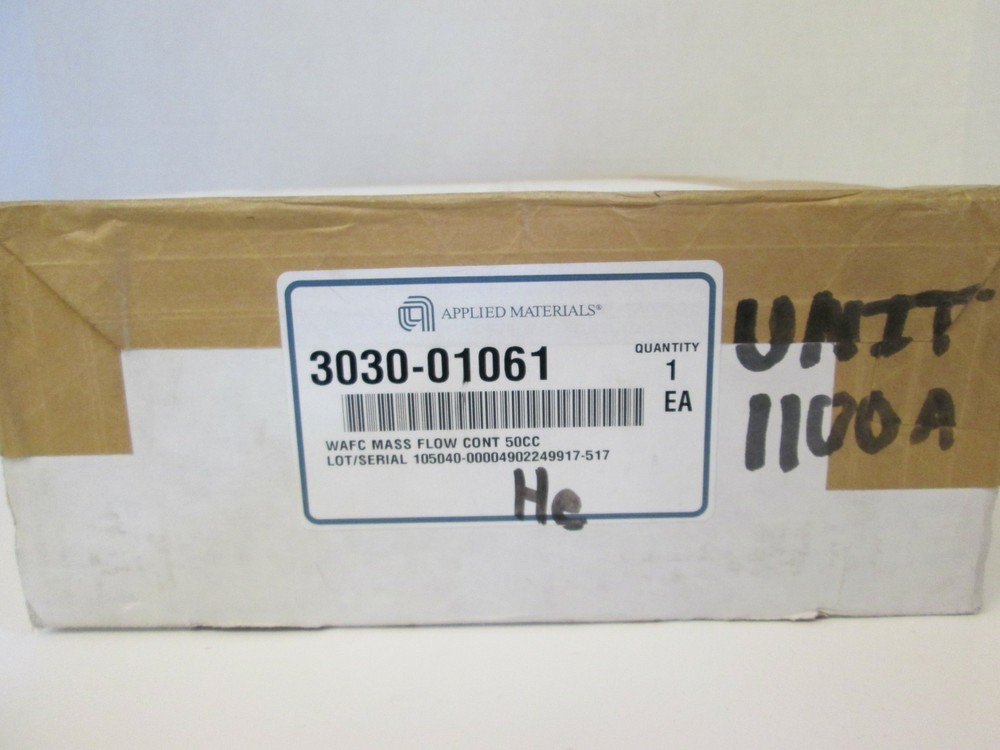 APPLIED MATERIALS®
3030-01061
QUANTITY
1
EA
WAFC MASS FLOW CONT 50CC
LOT/SERIAL 105040-00004902249917-517
He
UNIT
1100A